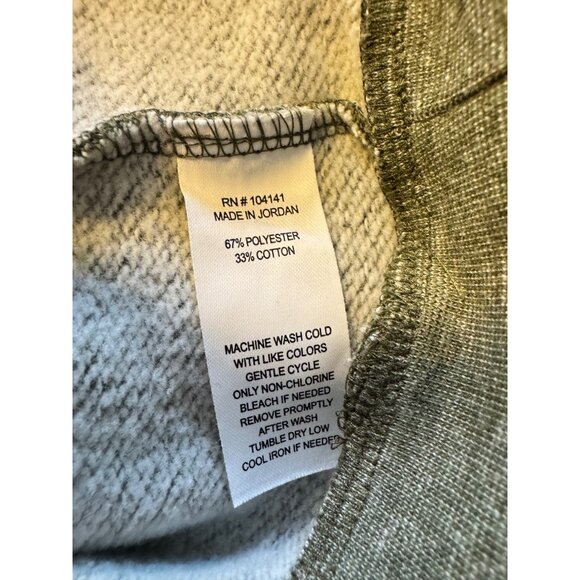 RN # 104141
MADE IN JORDAN
67% POLYESTER
33% COTTON
MACHINE WASH COLD
WITH LIKE COLORS
GENTLE CYCLE
ONLY NON-CHLORINE
BLEACH IF NEEDED
REMOVE PROMPTLY
AFTER WASH
TUMBLE DRY LOW
COOL IRON IF NEEDED